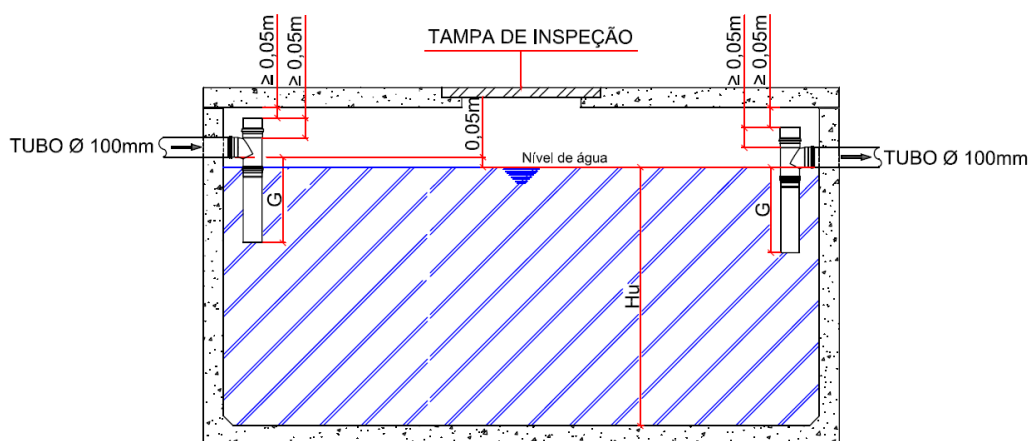 ≥ 0,05m
≥ 0,05m
TAMPA DE INSPEÇÃO
≥ 0,05m
≥ 0,05m
0,05m
TUBO Ø 100mm
Nível de água
TUBO Ø 100mm
G
G
Hu